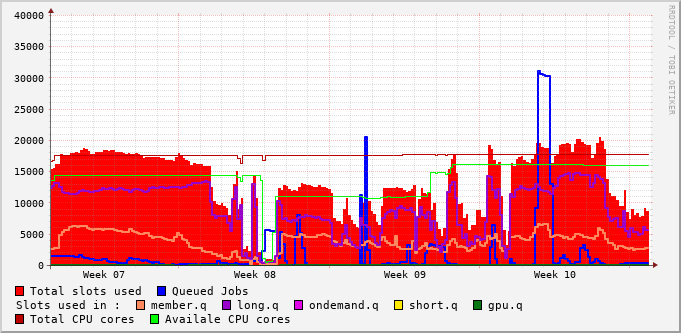 RRDTOOL / TOBI OETIKER
40000
35000
30000
25000
20000
15000
10000
5000
0
Week 07 Week 08 Week 09 Week 10
Total slots used Queued Jobs
Slots used in : member.q long.q ondemand.q short.q gpu.q
Total CPU cores Availale CPU cores